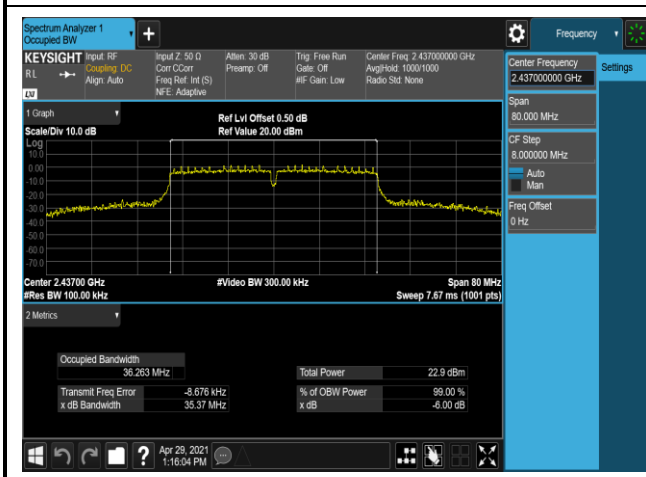 Spectrum Analyzer 1
Occupied BW
Frequency
KEYSIGHT
Input: RF
Coupling: DC
Align: Auto
RL
LXI
Input Z: 50 Ω
Corr CCorr
Freq Ref: Int (S)
NFE: Adaptive
Atten: 30 dB
Preamp: Off
Trig: Free Run
Gate: Off
#IF Gain: Low
Center Freq: 2.437000000 GHz
Avg|Hold: 1000/1000
Radio Std: None
1 Graph
Scale/Div 10.0 dB
Ref Lvl Offset 0.50 dB
Ref Value 20.00 dBm
Log
10.0
0.00
-10.0
-20.0
-30.0
-40.0
-50.0
-60.0
-70.0
Center 2.43700 GHz
#Res BW 100.00 kHz
#Video BW 300.00 kHz
Span 80 MHz
Sweep 7.67 ms (1001 pts)
2 Metrics
Occupied Bandwidth
36.263 MHz
Total Power 22.9 dBm
Transmit Freq Error -8.676 kHz
% of OBW Power 99.00 %
x dB Bandwidth 35.37 MHz
x dB -6.00 dB
Center Frequency
2.437000000 GHz
Settings
Span
80.000 MHz
CF Step
8.000000 MHz
Auto
Man
Freq Offset
0 Hz
?
Apr 29, 2021
1:16:04 PM